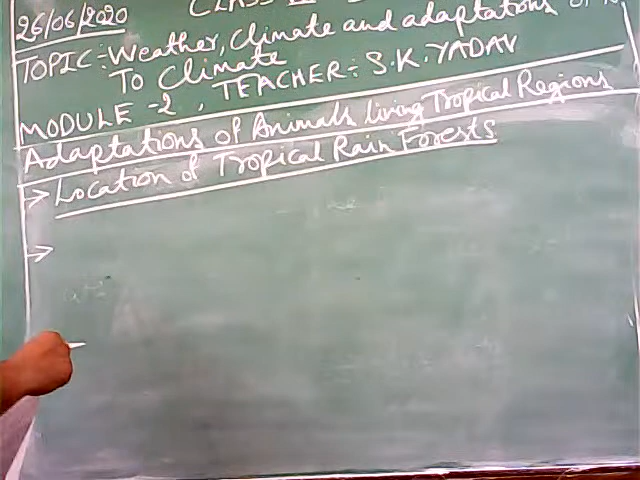 26/06/2020
CLASS
TOPIC:- Weather, Climate and adaptations of
To Climate
MODULE -2, TEACHER:- S.K. YADAV
Adaptations of Animals living Tropical Regions
→ Location of Tropical Rain Forests
→